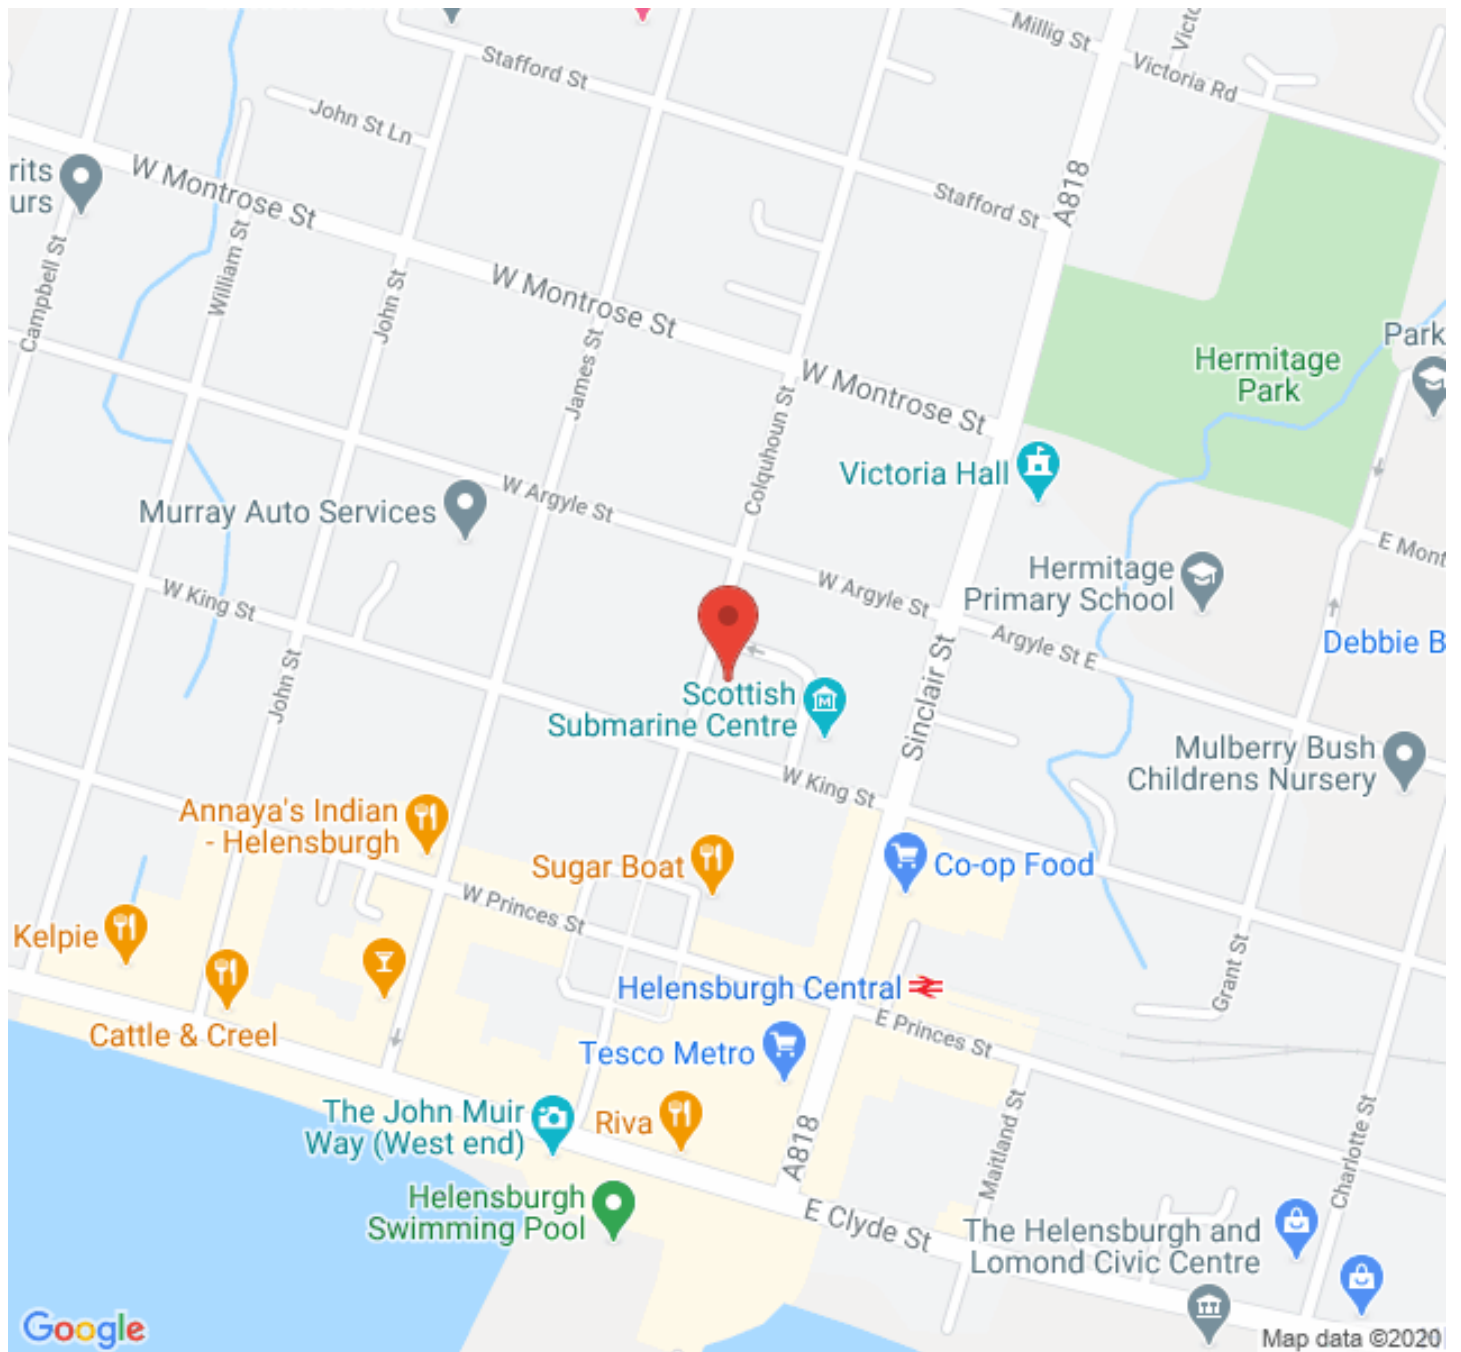 Millig St
Victoria Rd
Stafford St
John St Ln
A818
Stafford St
rits
urs
W Montrose St
William St
Campbell St
John St
W Montrose St
James St
W Montrose St
Colquhoun St
Hermitage
Park
Park
Victoria Hall
Murray Auto Services
W Argyle St
W Argyle St
E Mont
Hermitage
Primary School
W King St
Argyle St E
Debbie B
Sinclair St
John St
Scottish
Submarine Centre
W King St
Mulberry Bush
Childrens Nursery
Annaya's Indian
- Helensburgh
Sugar Boat
Co-op Food
W Princes St
Kelpie
Grant St
Helensburgh Central
E Princes St
Cattle & Creel
Tesco Metro
The John Muir
Way (West end)
Riva
A818
Maitland St
Charlotte St
Helensburgh
Swimming Pool
E Clyde St
The Helensburgh and
Lomond Civic Centre
Google
Map data ©2020